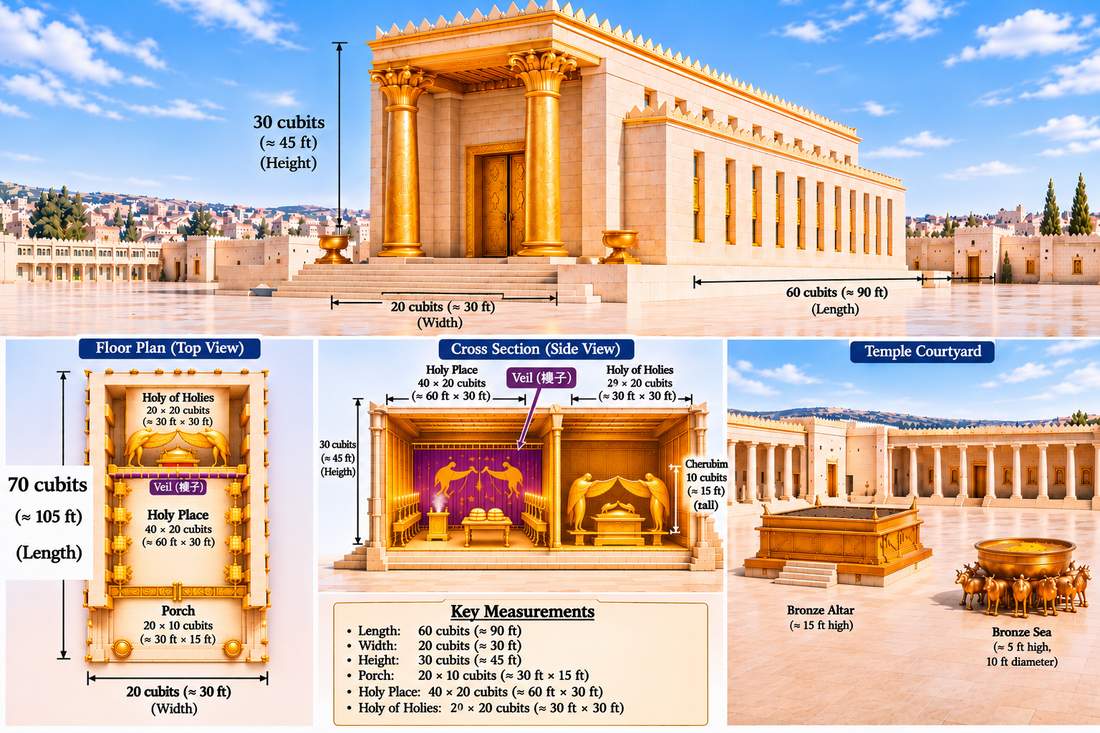 30 cubits
(≈ 45 ft)
(Height)
20 cubits (≈ 30 ft)
(Width)
60 cubits (≈ 90 ft)
(Length)
Floor Plan (Top View)
Holy of Holies
20 × 20 cubits
(≈ 30 ft × 30 ft)
70 cubits
(≈ 105 ft)
(Length)
Veil (襆子)
Holy Place
40 × 20 cubits
(≈ 60 ft × 30 ft)
Porch
20 × 10 cubits
(≈ 30 ft × 15 ft)
20 cubits (≈ 30 ft)
(Width)
Cross Section (Side View)
Holy Place
40 × 20 cubits
(≈ 60 ft × 30 ft)
Veil (襆子)
Holy of Holies
29 × 20 cubits
(≈ 30 ft × 30 ft)
30 cubits
(≈ 45 ft)
(Heigth)
Cherubim
10 cubits
(≈ 15 ft)
(tall)
Key Measurements
• Length: 60 cubits (≈ 90 ft)
• Width: 20 cubits (≈ 30 ft)
• Height: 30 cubits (≈ 45 ft)
• Porch: 20 × 10 cubits (≈ 30 ft × 15 ft)
• Holy Place: 40 × 20 cubits (≈ 60 ft × 30 ft)
• Holy of Holies: 20 × 20 cubits (≈ 30 ft × 30 ft)
Temple Courtyard
Bronze Altar
(≈ 15 ft high)
Bronze Sea
(≈ 5 ft high,
10 ft diameter)